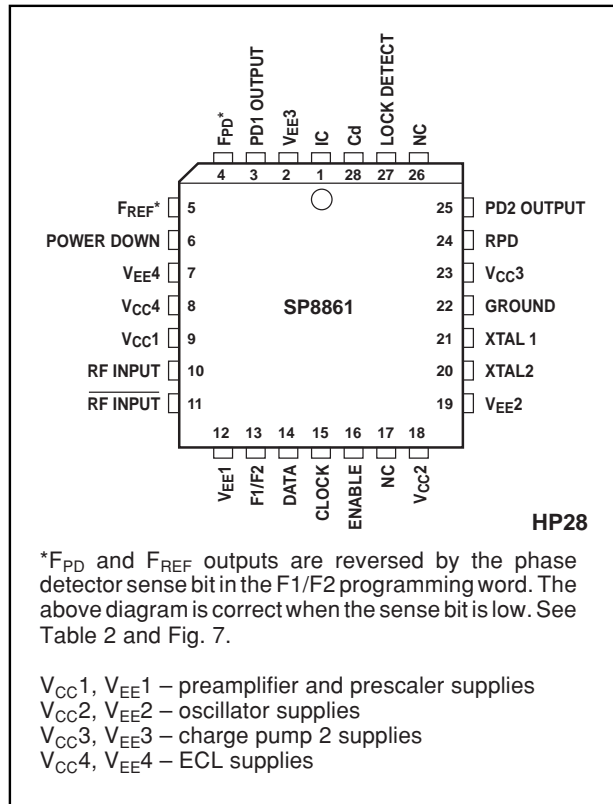 FPD*
PD1 OUTPUT
VEE3
IC
Cd
LOCK DETECT
NC
4
3
2
1
28
27
26
FREF* 5
POWER DOWN 6
VEE4 7
VCC4 8
VCC1 9
RF INPUT 10
RF INPUT 11
SP8861
25 PD2 OUTPUT
24 RPD
23 VCC3
22 GROUND
21 XTAL 1
20 XTAL2
19 VEE2
12
13
14
15
16
17
18
VEE1
F1/F2
DATA
CLOCK
ENABLE
NC
VCC2
HP28
*FPD and FREF outputs are reversed by the phase
detector sense bit in the F1/F2 programming word. The
above diagram is correct when the sense bit is low. See
Table 2 and Fig. 7.
VCC1, VEE1 – preamplifier and prescaler supplies
VCC2, VEE2 – oscillator supplies
VCC3, VEE3 – charge pump 2 supplies
VCC4, VEE4 – ECL supplies